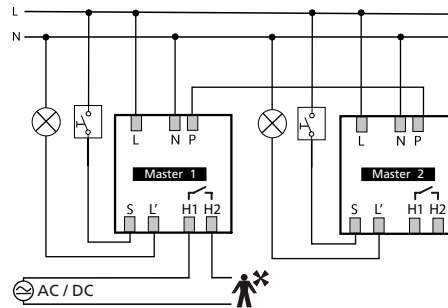 L
N
L N P L N P
Master 1 Master 2
S L' H1 H2 S L' H1 H2
AC / DC